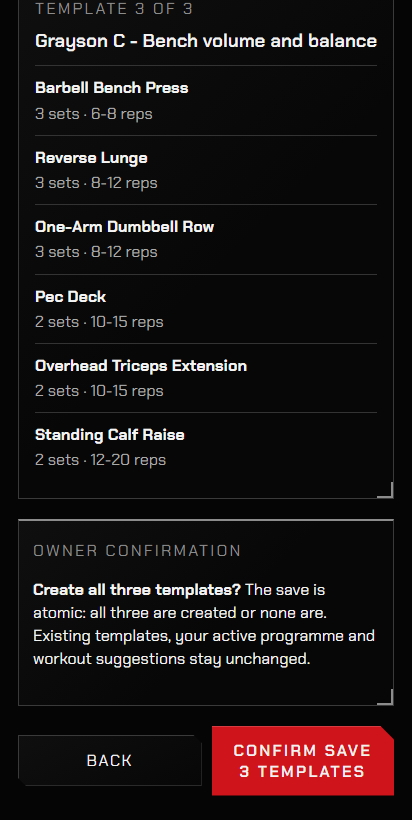 TEMPLATE 3 OF 3
Grayson C - Bench volume and balance
Barbell Bench Press
3 sets · 6-8 reps
Reverse Lunge
3 sets · 8-12 reps
One-Arm Dumbbell Row
3 sets · 8-12 reps
Pec Deck
2 sets · 10-15 reps
Overhead Triceps Extension
2 sets · 10-15 reps
Standing Calf Raise
2 sets · 12-20 reps
OWNER CONFIRMATION
Create all three templates? The save is
atomic: all three are created or none are.
Existing templates, your active programme and
workout suggestions stay unchanged.
BACK
CONFIRM SAVE
3 TEMPLATES